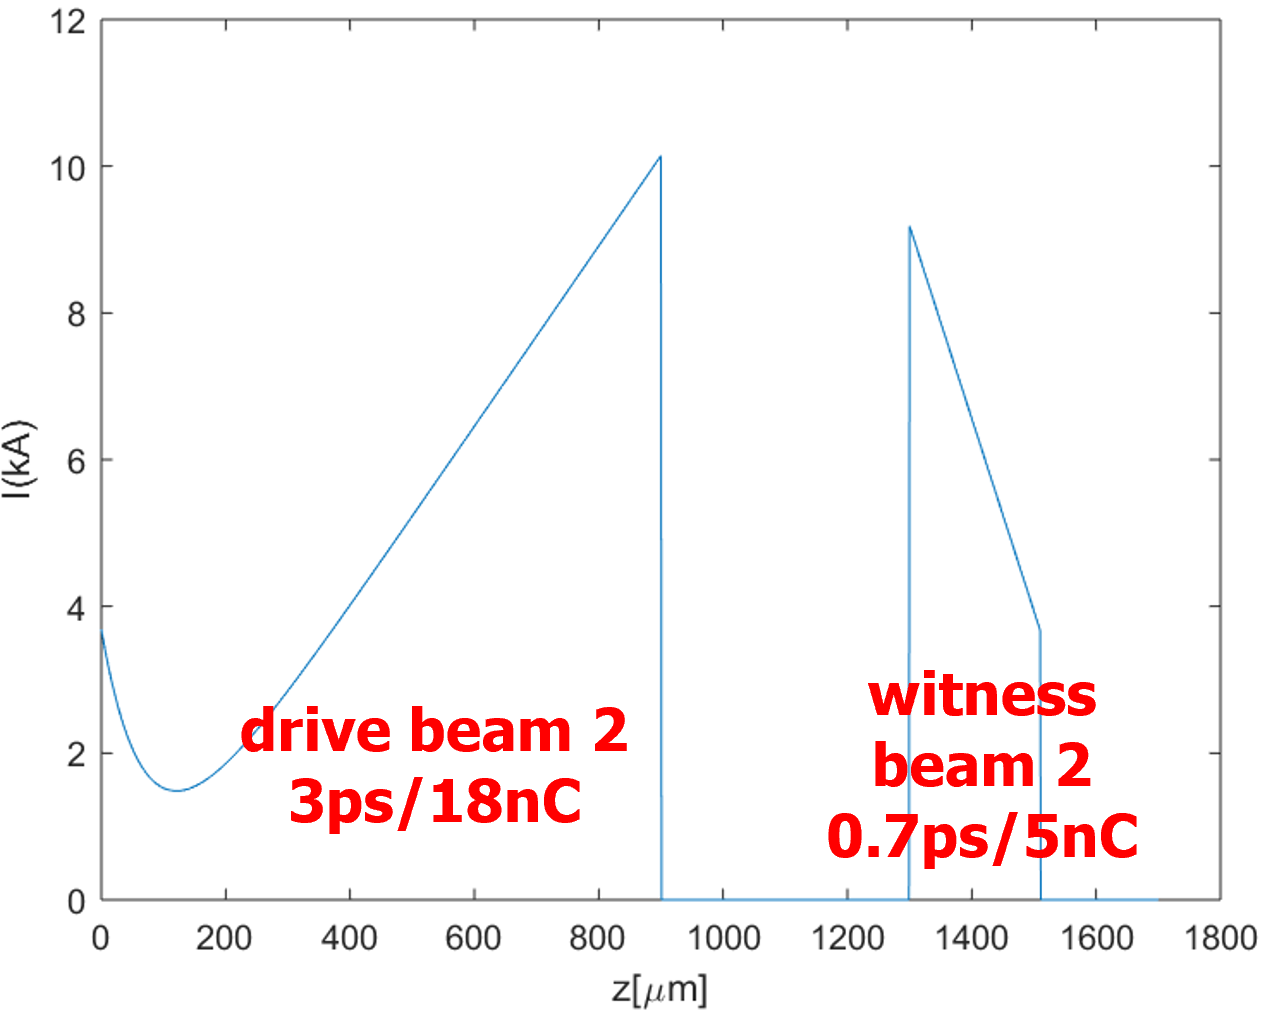 12
10
8
6
4
2
0
I(kA)
drive beam 2
3ps/18nC
witness
beam 2
0.7ps/5nC
0 200 400 600 800 1000 1200 1400 1600 1800
z[μm]